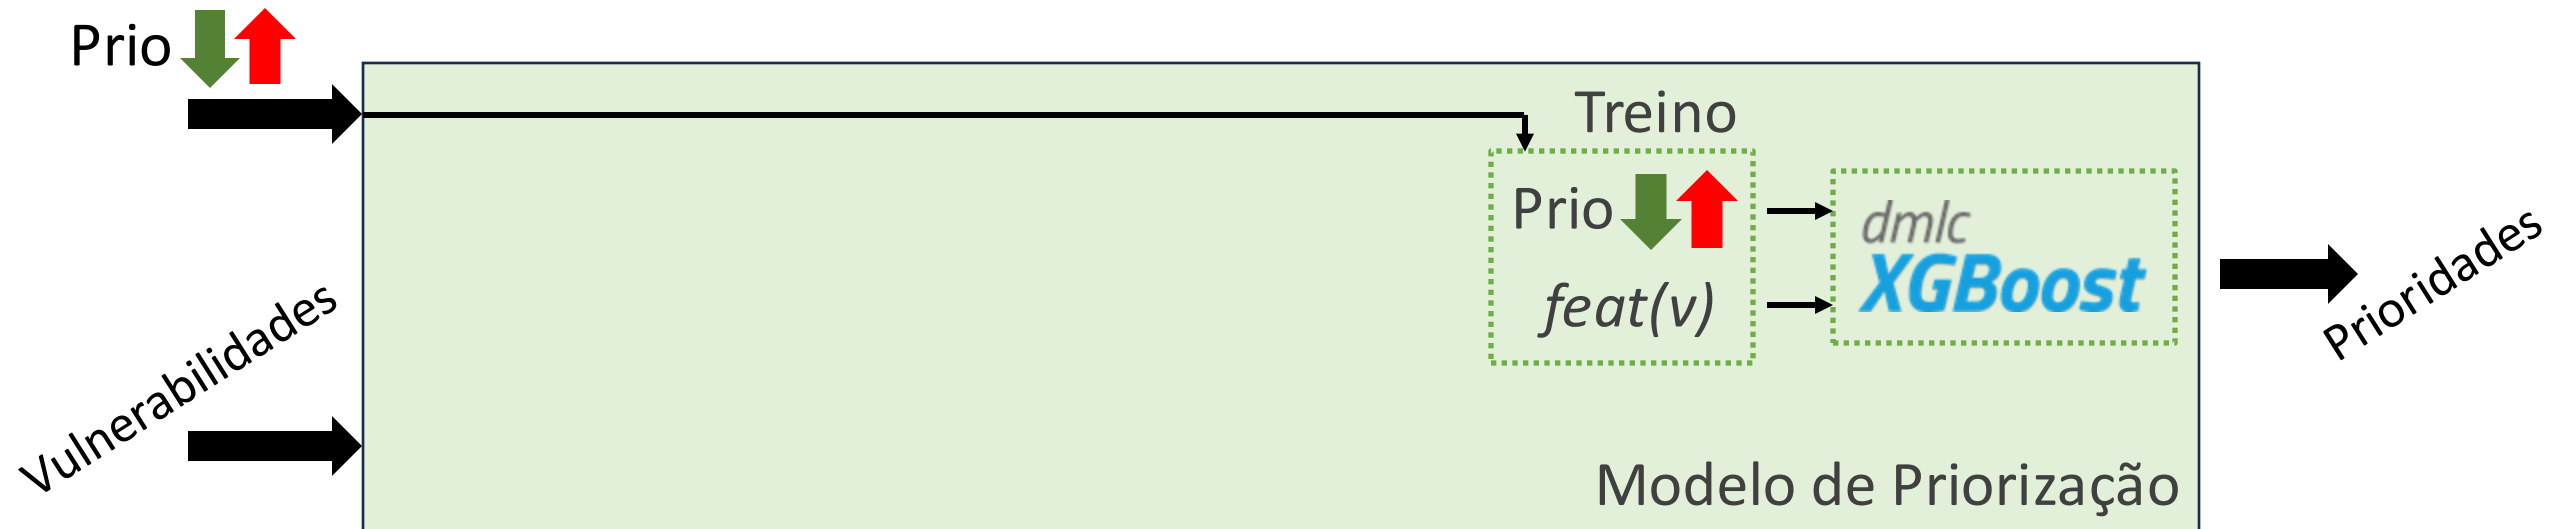 Prio
Treino
Prio
feat(v)
dmlc
XGBoost
Vulnerabilidades
Prioridades
Modelo de Priorização